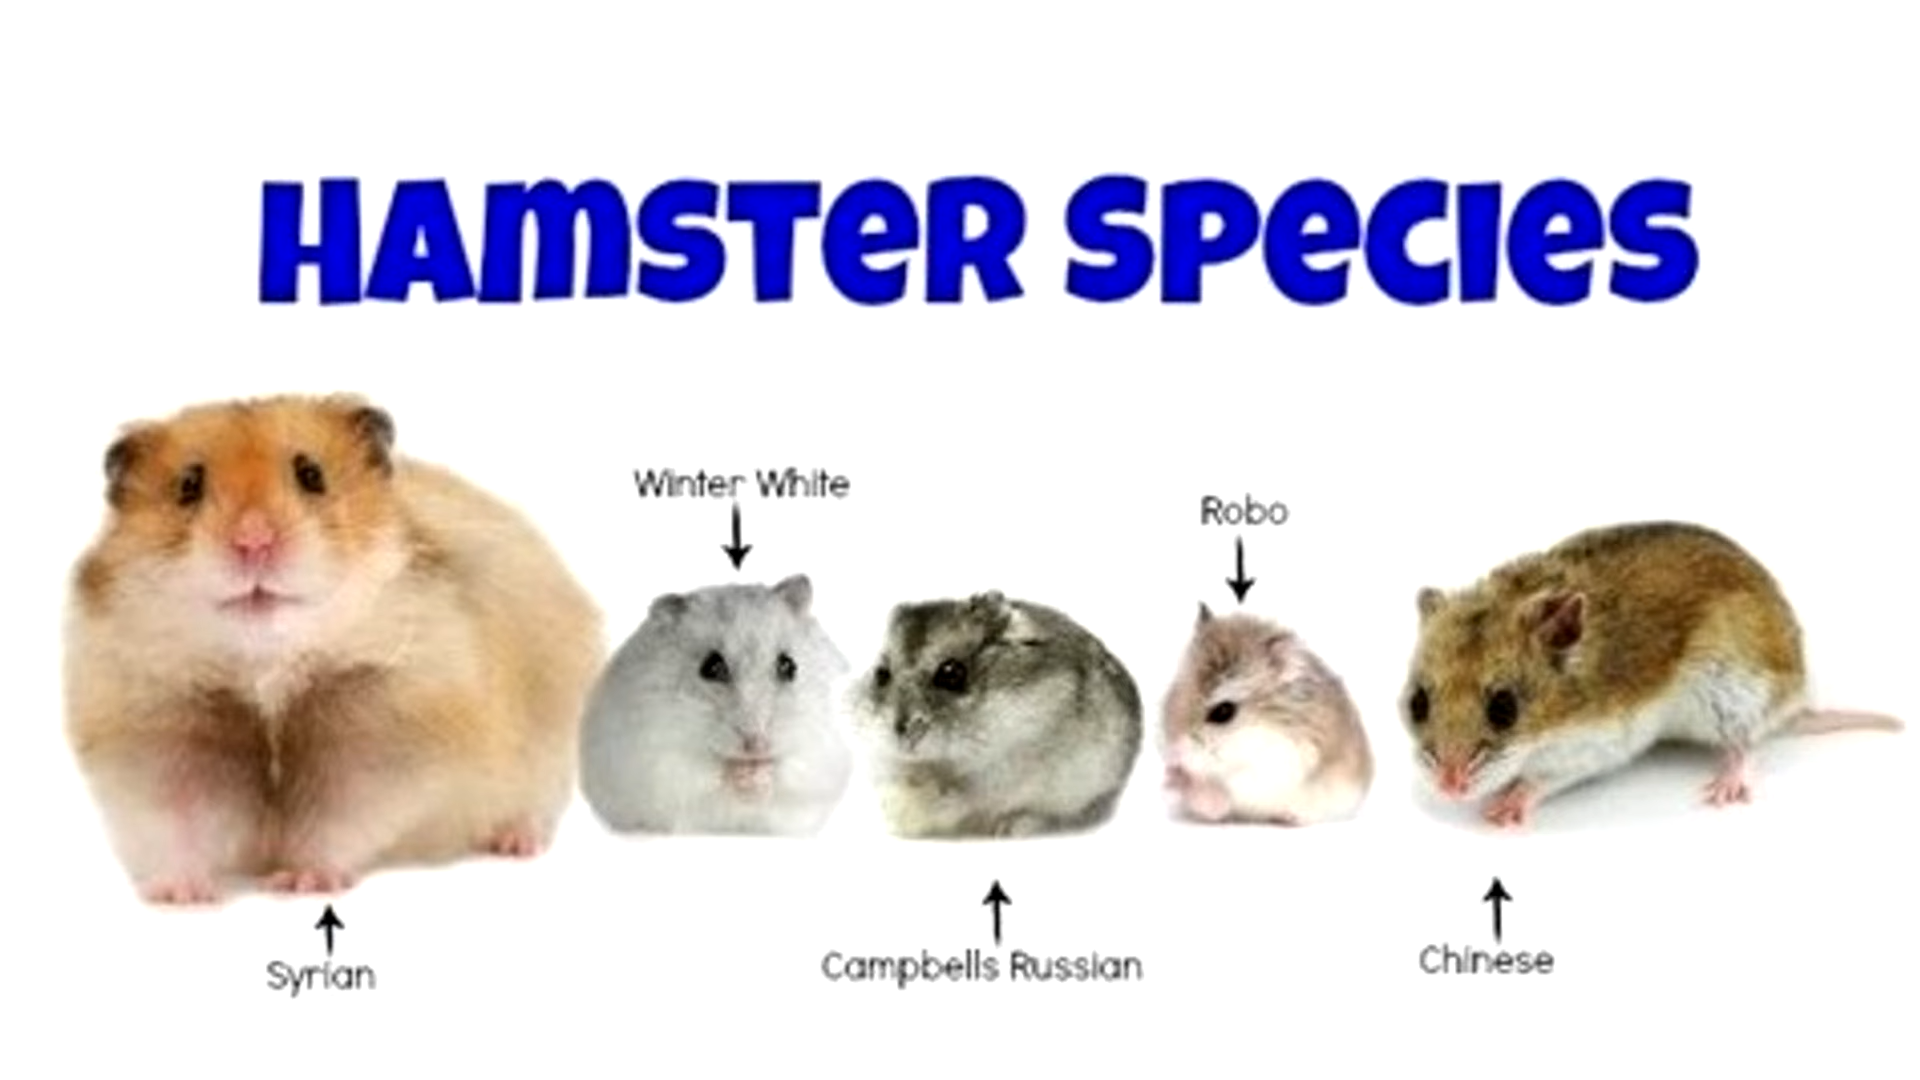 HAMSTER SPECIES
Winter White
Robo
Syrian
Campbells Russian
Chinese